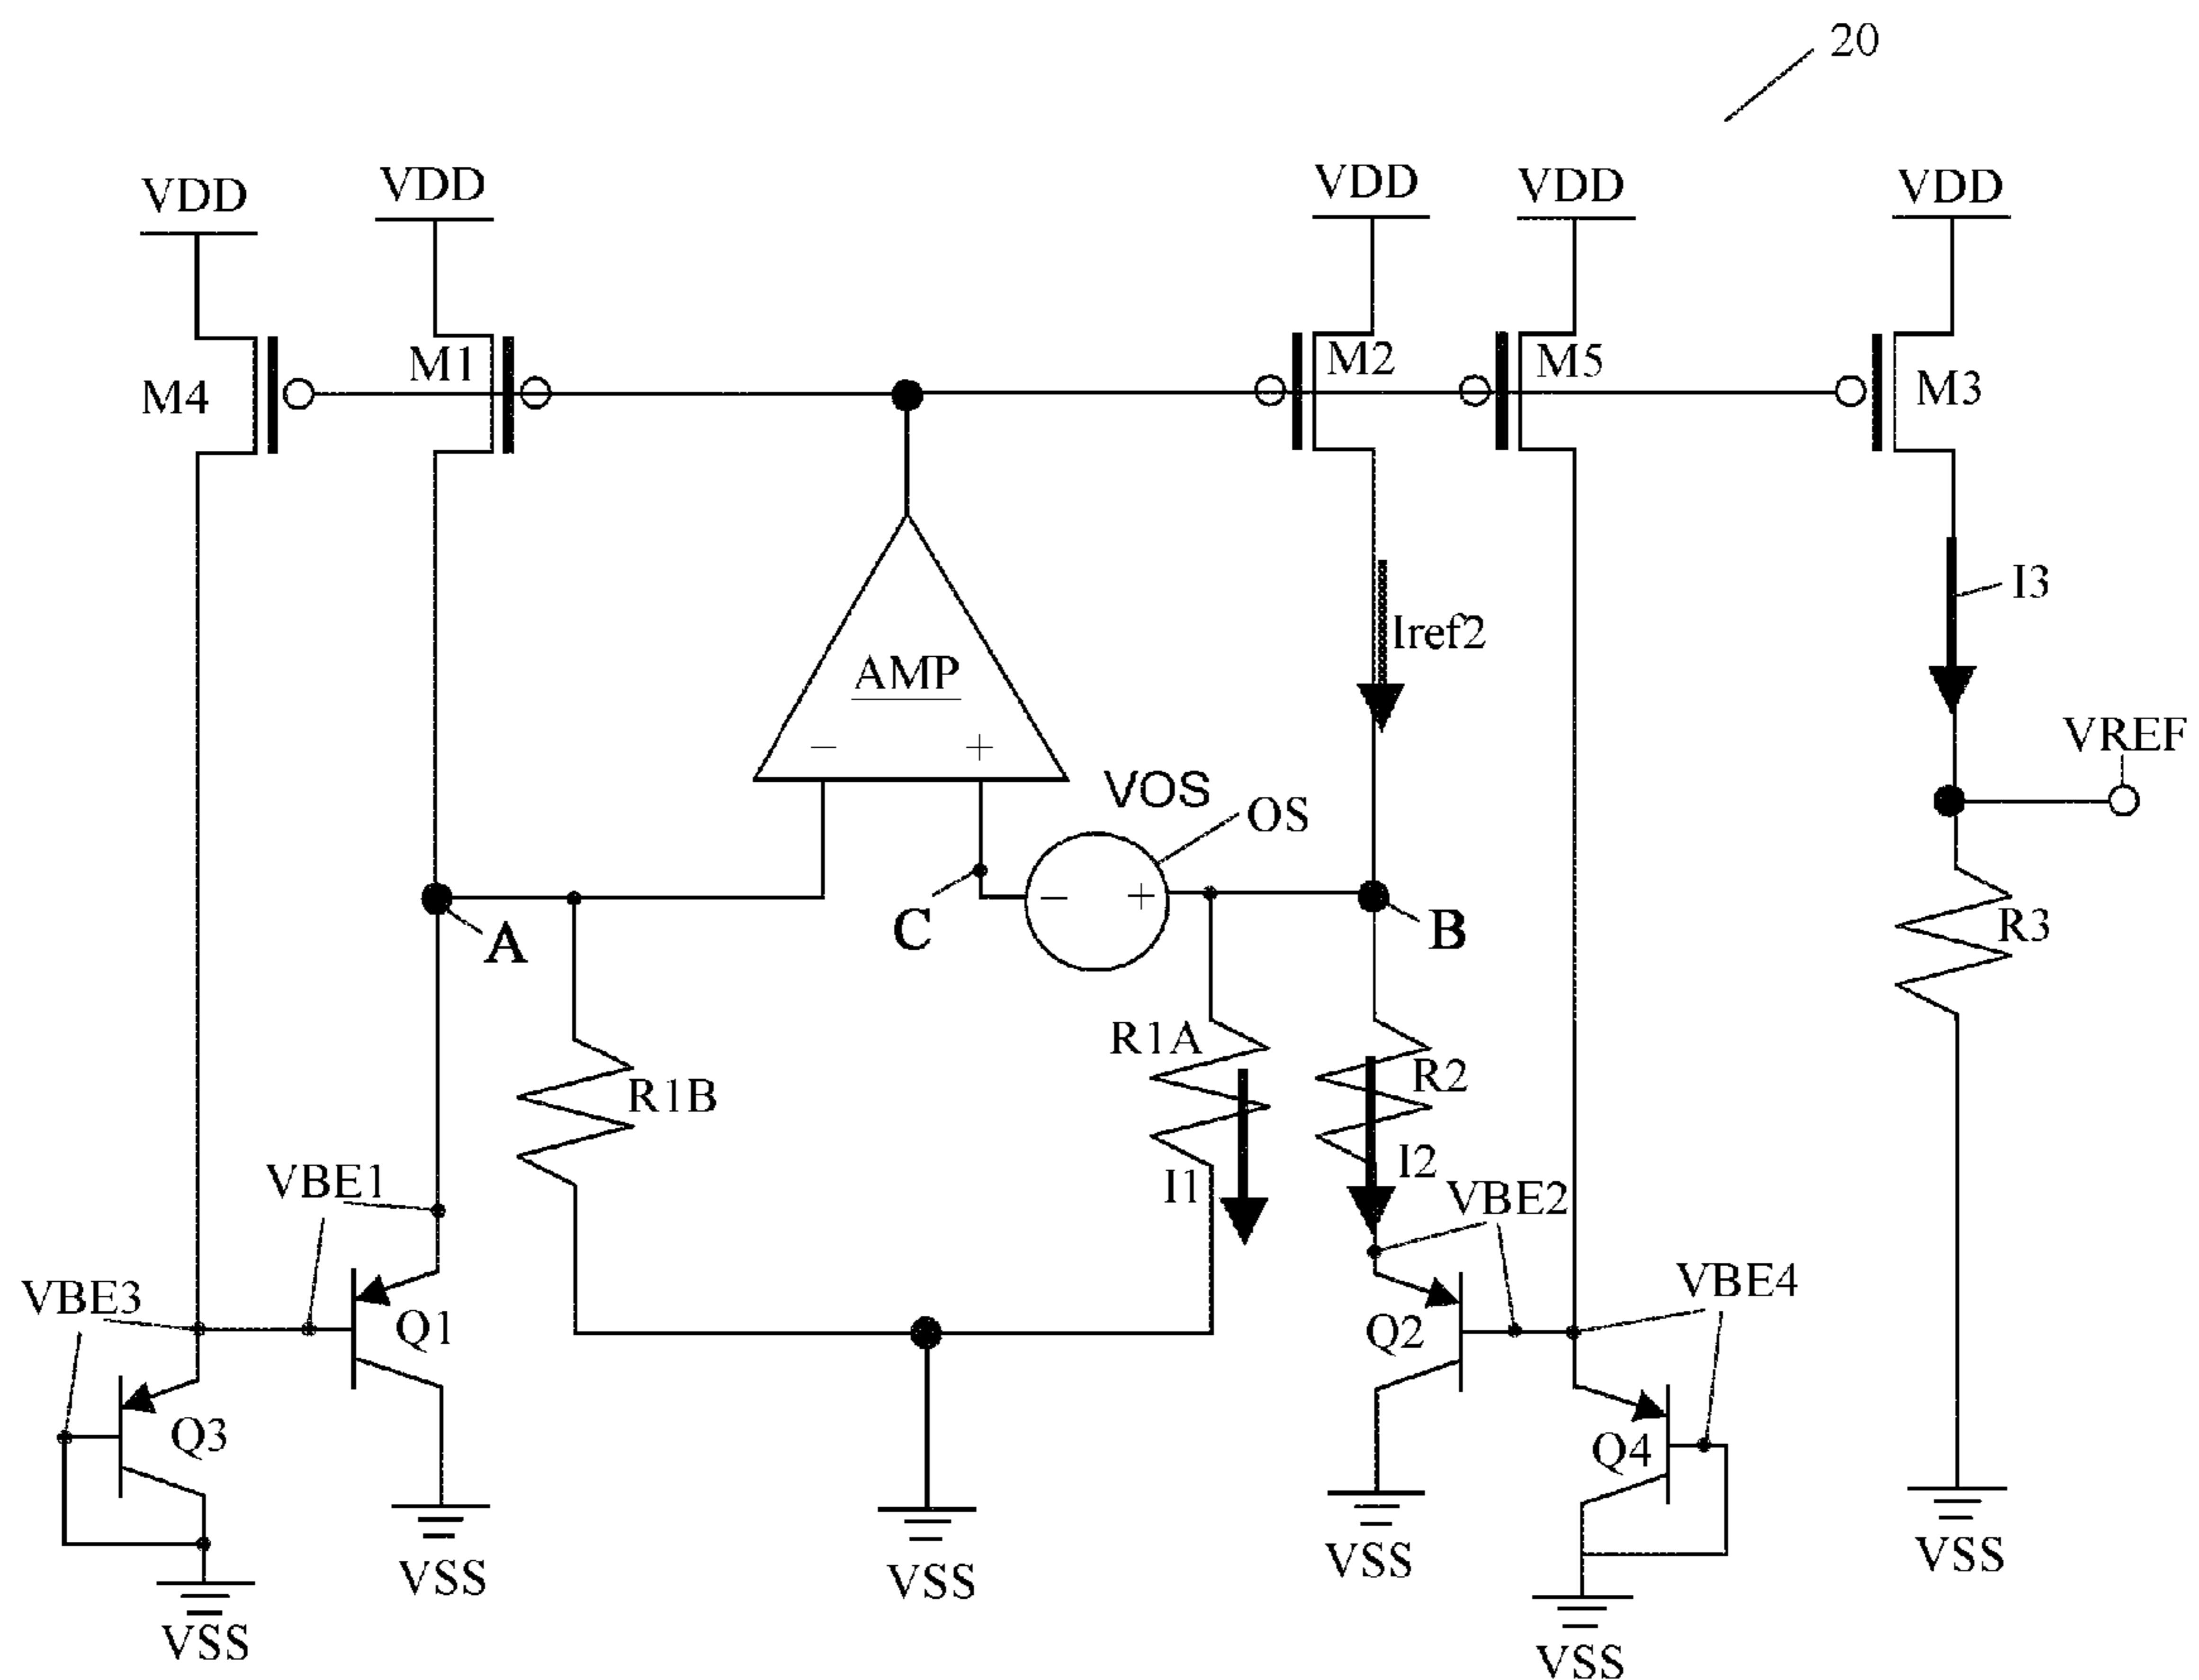 20
VDD
VDD
VDD
VDD
VDD
M4
M1
M2
M5
M3
I3
Iref2
AMP
−
+
VOS
OS
VREF
A
C
−
+
B
R3
R1A
R2
R1B
I1
I2
VBE1
VBE2
VBE3
VBE4
Q1
Q2
Q3
Q4
VSS
VSS
VSS
VSS
VSS
VSS